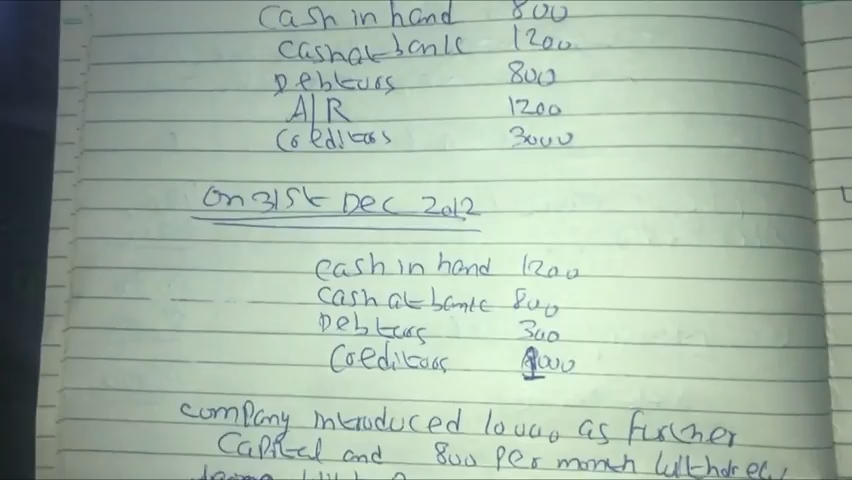 Cash in hand 800
Cash at bank 1200
Debtors 800
A/R 1200
Creditors 3000
On 31st Dec 2012
Cash in hand 1200
Cash at bank 800
Debtors 300
Creditors 1000
company introduced 10000 as further
Capital and 800 per month withdrew